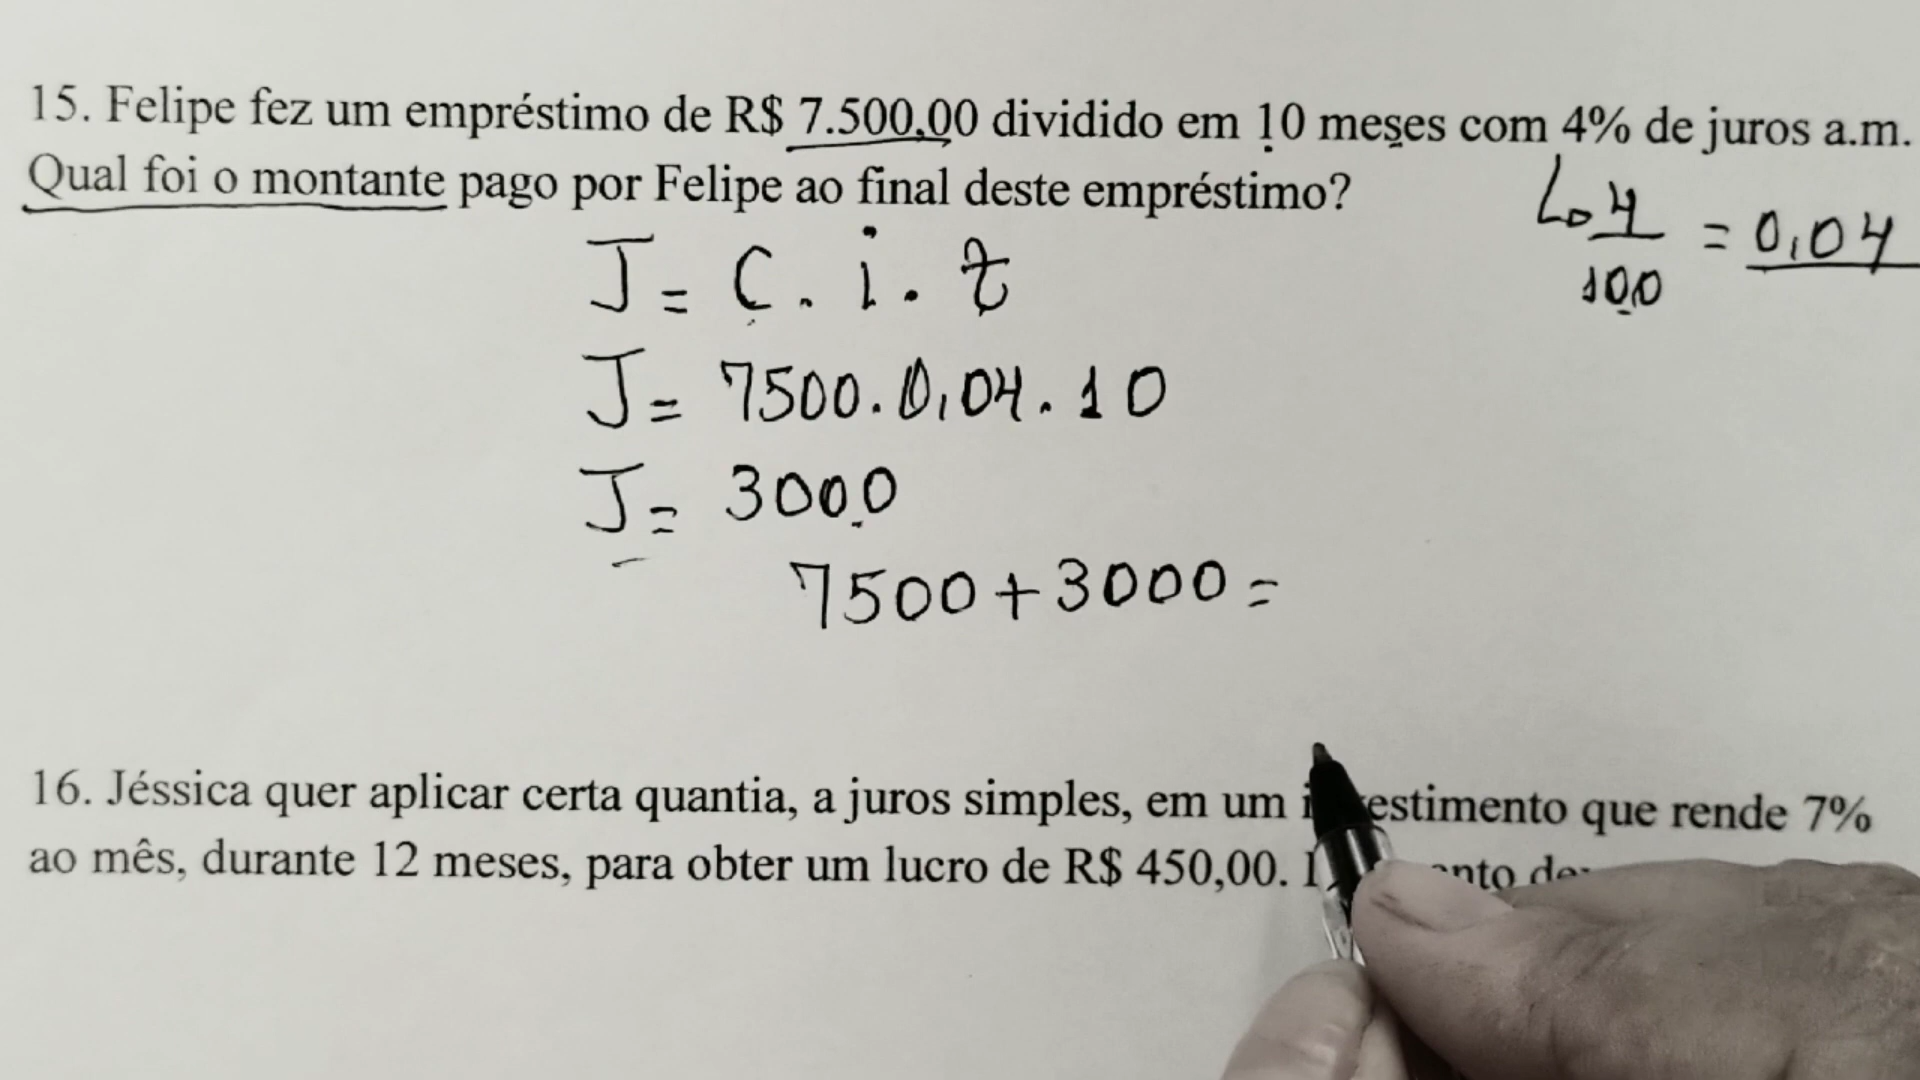 15. Felipe fez um empréstimo de R$ 7.500,00 dividido em 10 meses com 4% de juros a.m.
Qual foi o montante pago por Felipe ao final deste empréstimo?
4/100 = 0,04
J = C . i . t
J = 7500 . 0,04 . 10
J = 3000
7500 + 3000 =
16. Jéssica quer aplicar certa quantia, a juros simples, em um estimento que rende 7%
ao mês, durante 12 meses, para obter um lucro de R$ 450,00.